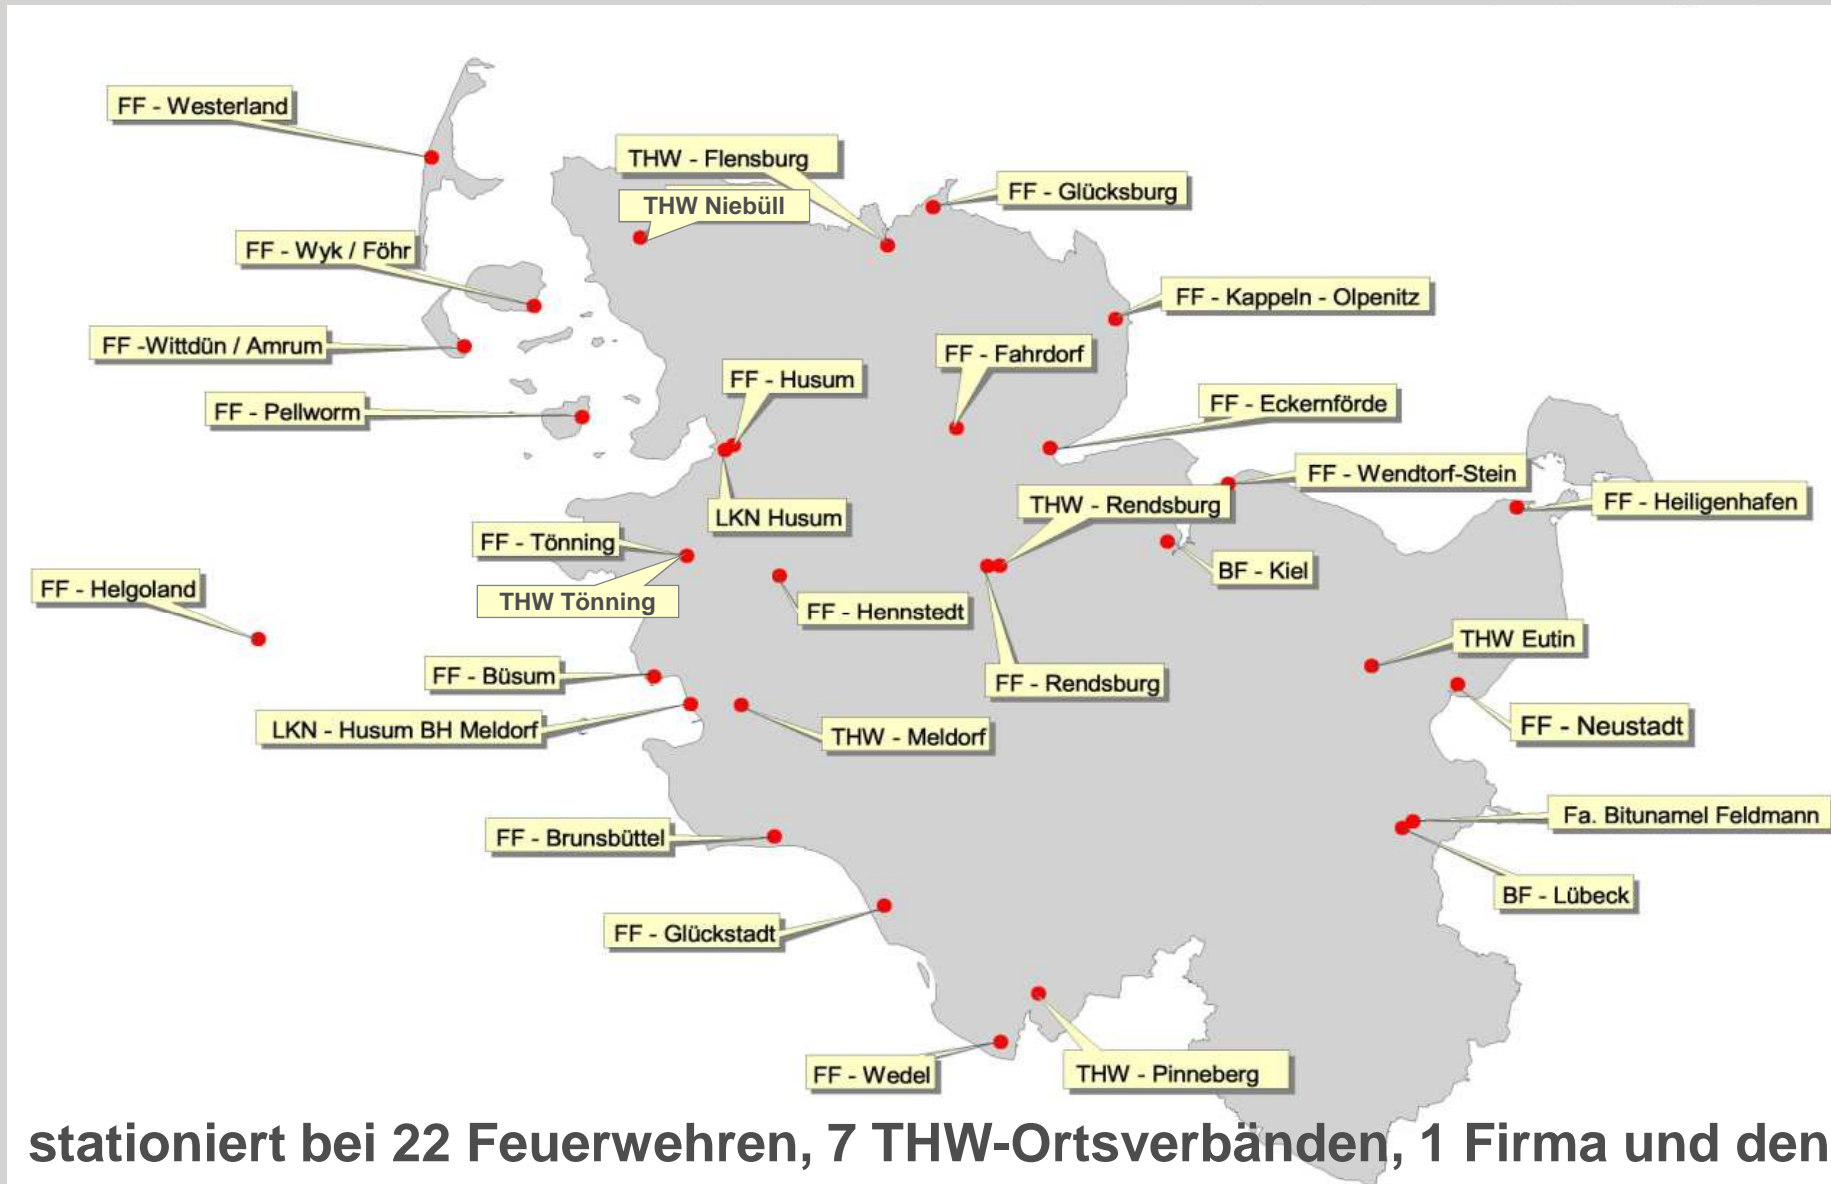 FF - Westerland
THW - Flensburg
FF - Glücksburg
THW Niebüll
FF - Wyk / Föhr
FF - Kappeln - Olpenitz
FF -Wittdün / Amrum
FF - Fahrdorf
FF - Husum
FF - Eckernförde
FF - Pellworm
FF - Wendtorf-Stein
THW - Rendsburg
FF - Heiligenhafen
LKN Husum
FF - Tönning
BF - Kiel
FF - Helgoland
THW Tönning
FF - Hennstedt
THW Eutin
FF - Büsum
FF - Rendsburg
FF - Neustadt
LKN - Husum BH Meldorf
THW - Meldorf
Fa. Bitunamel Feldmann
FF - Brunsbüttel
BF - Lübeck
FF - Glückstadt
FF - Wedel
THW - Pinneberg
stationiert bei 22 Feuerwehren, 7 THW-Ortsverbänden, 1 Firma und den